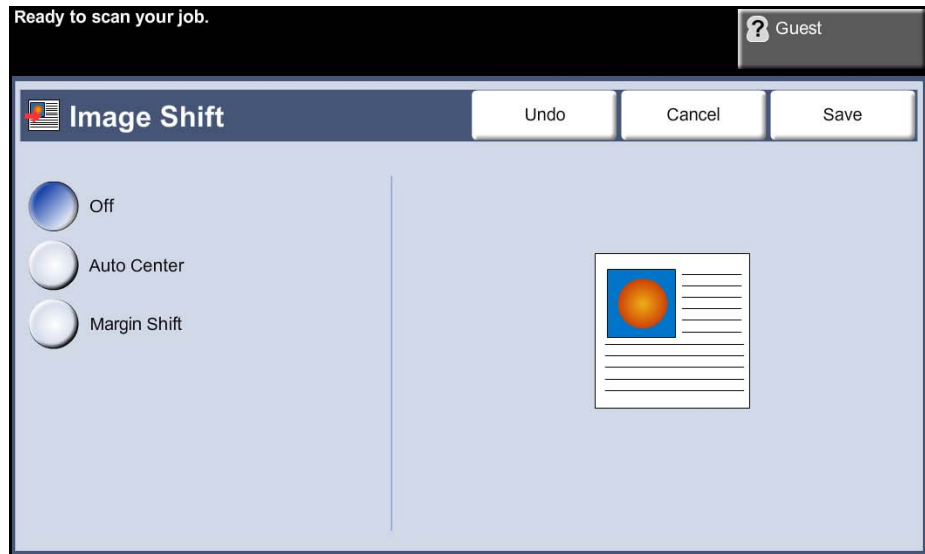 Ready to scan your job.
? Guest
Image Shift
Undo
Cancel
Save
Off
Auto Center
Margin Shift